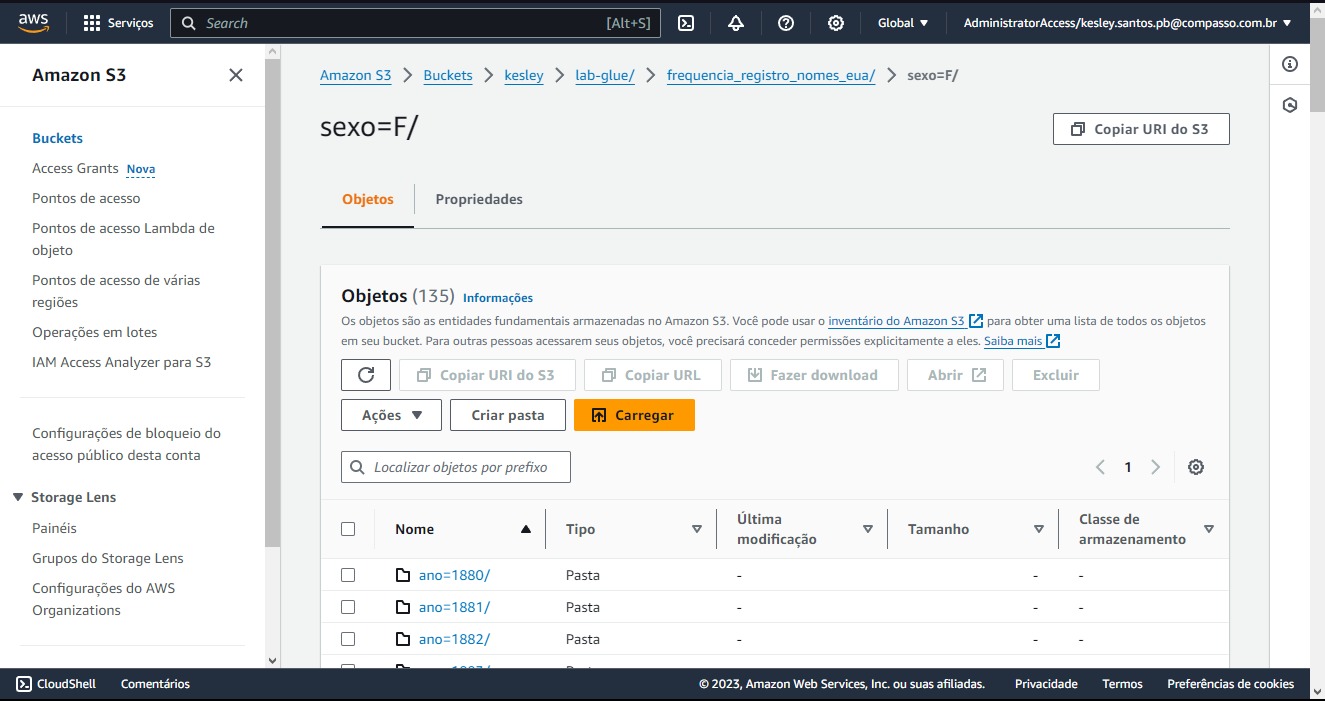 aws
Serviços
Search
[Alt+S]
Global
AdministratorAccess/kesley.santos.pb@compasso.com.br
Amazon S3
Buckets
Access Grants Nova
Pontos de acesso
Pontos de acesso Lambda de
objeto
Pontos de acesso de várias
regiões
Operações em lotes
IAM Access Analyzer para S3
Configurações de bloqueio do
acesso público desta conta
Storage Lens
Painéis
Grupos do Storage Lens
Configurações do AWS
Organizations
Amazon S3 > Buckets > kesley > lab-glue/ > frequencia_registro_nomes_eua/ > sexo=F/
sexo=F/
Copiar URI do S3
Objetos
Propriedades
Objetos (135) Informações
Os objetos são as entidades fundamentais armazenadas no Amazon S3. Você pode usar o inventário do Amazon S3 para obter uma lista de todos os objetos
em seu bucket. Para outras pessoas acessarem seus objetos, você precisará conceder permissões explicitamente a eles. Saiba mais
Copiar URI do S3
Copiar URL
Fazer download
Abrir
Excluir
Ações
Criar pasta
Carregar
Localizar objetos por prefixo
1
Nome
Tipo
Última
modificação
Tamanho
Classe de
armazenamento
ano=1880/ Pasta - - -
ano=1881/ Pasta - - -
ano=1882/ Pasta - - -
CloudShell
Comentários
© 2023, Amazon Web Services, Inc. ou suas afiliadas.
Privacidade
Termos
Preferências de cookies